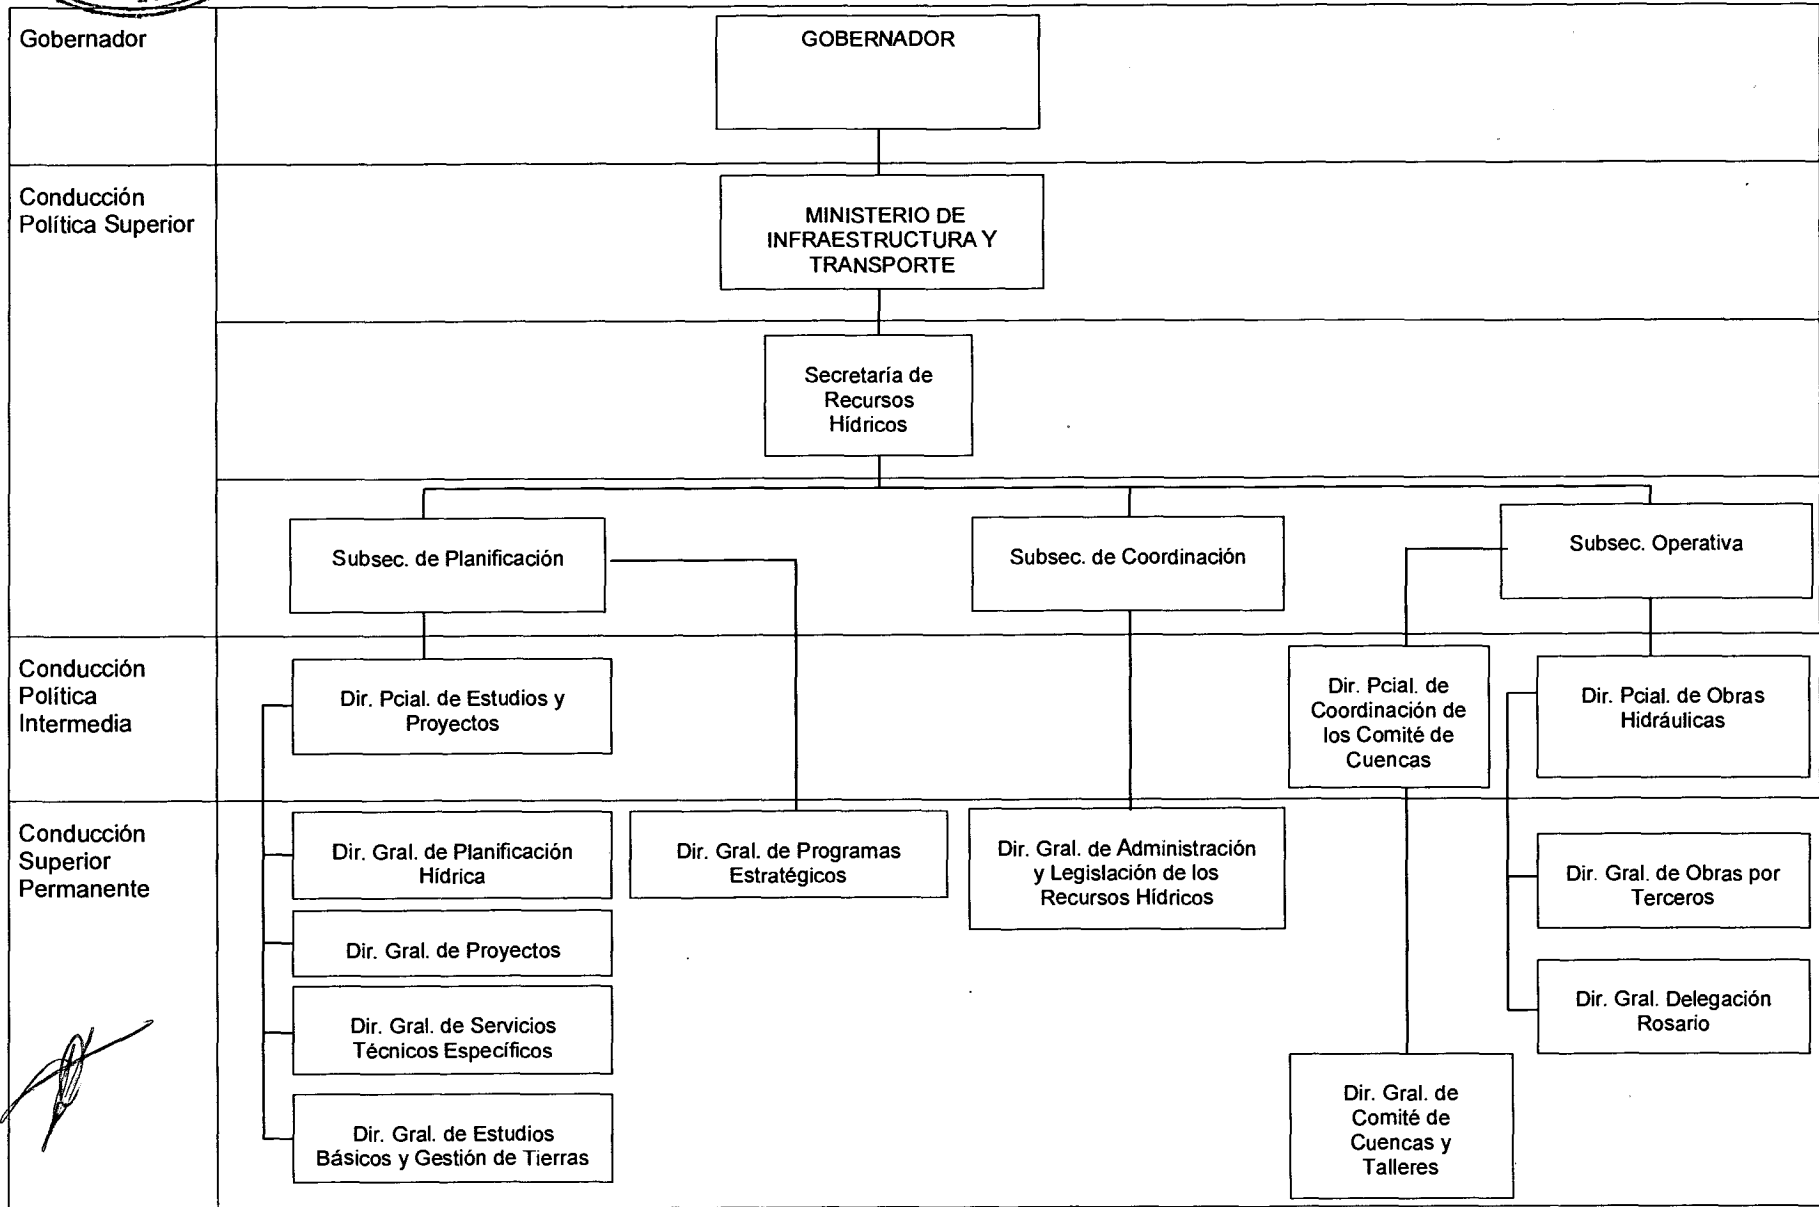 Gobernador
GOBERNADOR
Conducción
Política Superior
MINISTERIO DE
INFRAESTRUCTURA Y
TRANSPORTE
Secretaría de
Recursos
Hídricos
Subsec. de Planificación
Subsec. de Coordinación
Subsec. Operativa
Conducción
Política
Intermedia
Dir. Pcial. de Estudios y
Proyectos
Dir. Pcial. de
Coordinación de
los Comité de
Cuencas
Dir. Pcial. de Obras
Hidráulicas
Conducción
Superior
Permanente
Dir. Gral. de Planificación
Hídrica
Dir. Gral. de Programas
Estratégicos
Dir. Gral. de Administración
y Legislación de los
Recursos Hídricos
Dir. Gral. de Obras por
Terceros
Dir. Gral. de Proyectos
Dir. Gral. Delegación
Rosario
Dir. Gral. de Servicios
Técnicos Específicos
Dir. Gral. de Estudios
Básicos y Gestión de Tierras
Dir. Gral. de
Comité de
Cuencas y
Talleres